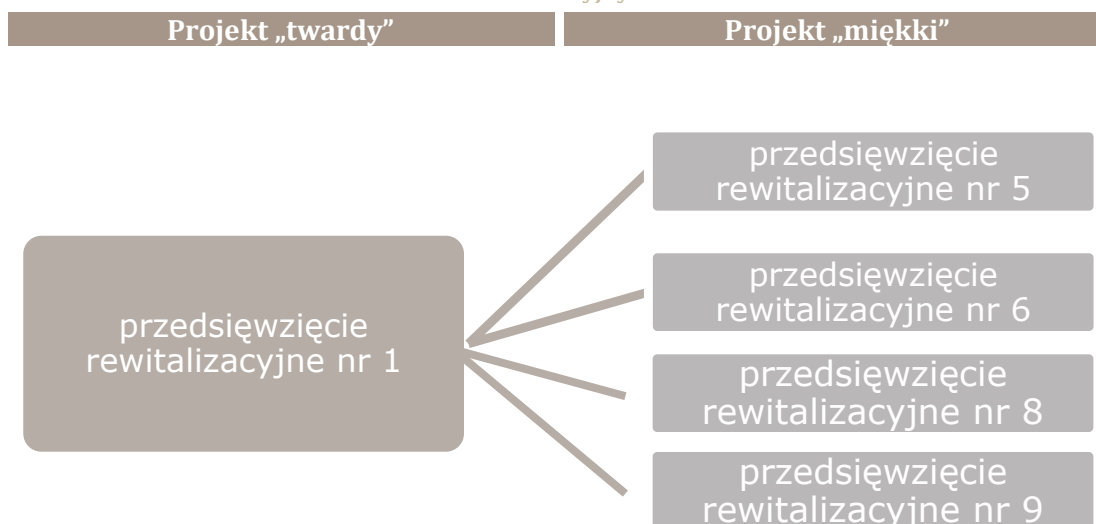 Projekt „twardy”
Projekt „miękki”
przedsięwzięcie
rewitalizacyjne nr 5
przedsięwzięcie
rewitalizacyjne nr 1
przedsięwzięcie
rewitalizacyjne nr 6
przedsięwzięcie
rewitalizacyjne nr 8
przedsięwzięcie
rewitalizacyjne nr 9